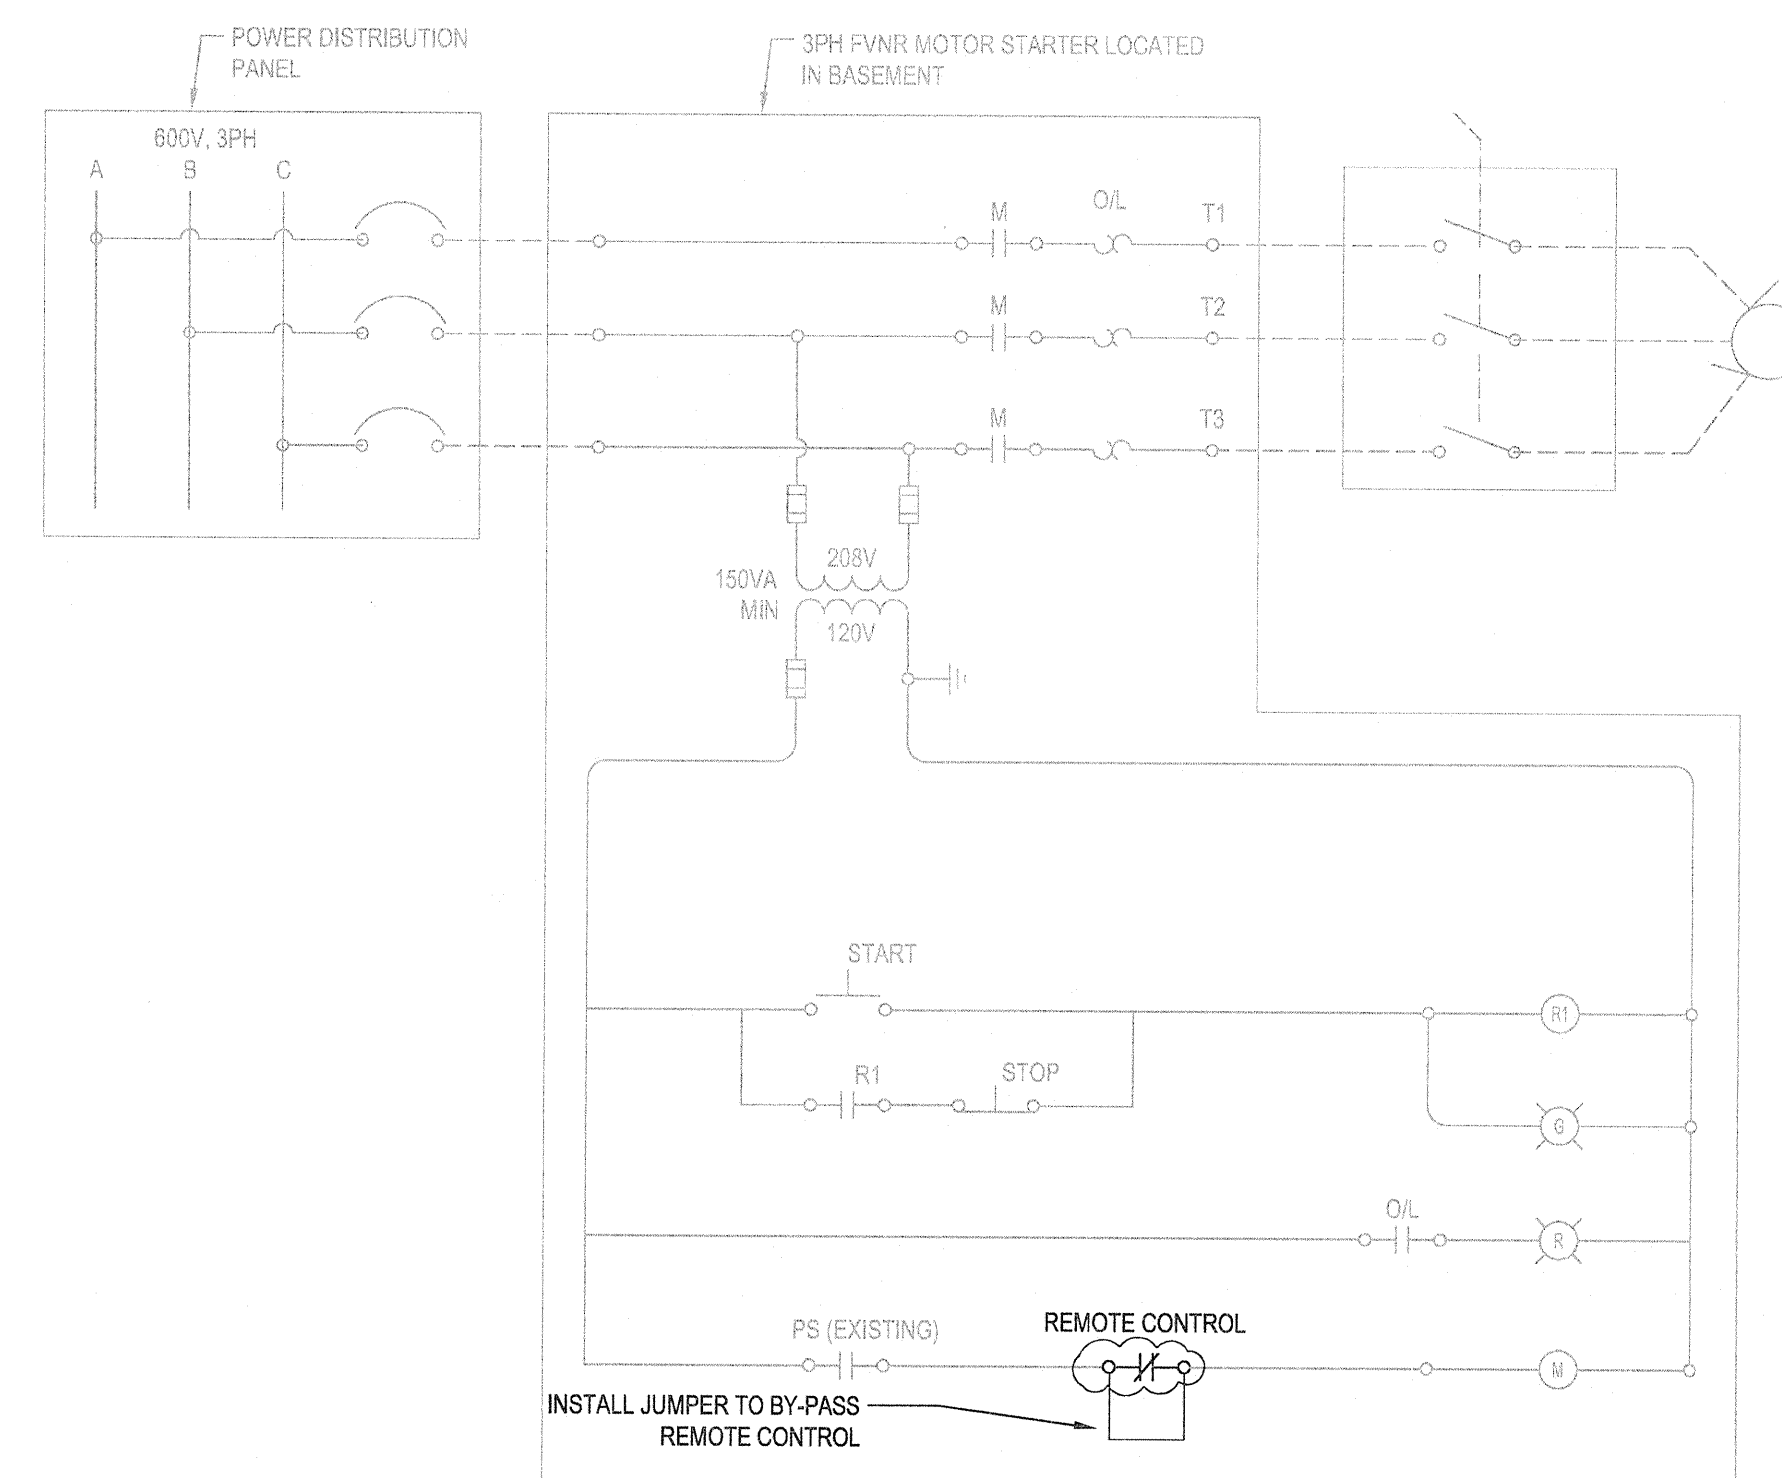 POWER DISTRIBUTION
PANEL
3PH FVNR MOTOR STARTER LOCATED
IN BASEMENT
600V, 3PH
A B C
M O/L T1
M T2
M T3
208V
150VA
MIN
120V
START
R1
R1 STOP
G
O/L
R
PS (EXISTING)
REMOTE CONTROL
M
INSTALL JUMPER TO BY-PASS
REMOTE CONTROL